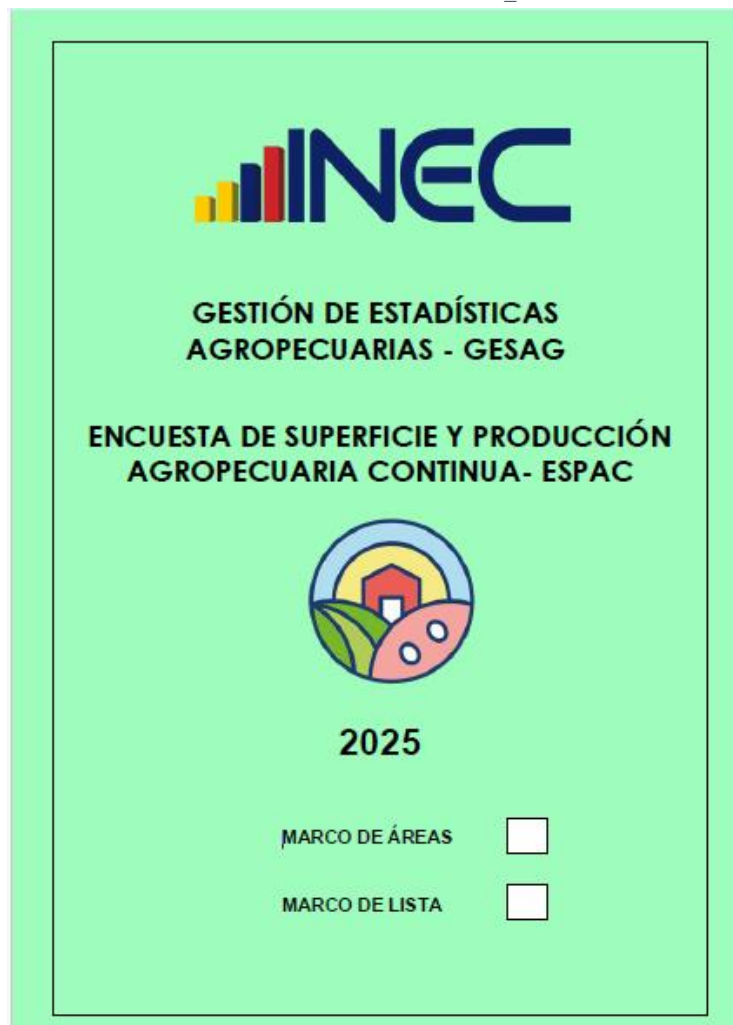 INEC
GESTIÓN DE ESTADÍSTICAS
AGROPECUARIAS - GESAG
ENCUESTA DE SUPERFICIE Y PRODUCCIÓN
AGROPECUARIA CONTINUA- ESPAC
2025
MARCO DE ÁREAS
MARCO DE LISTA